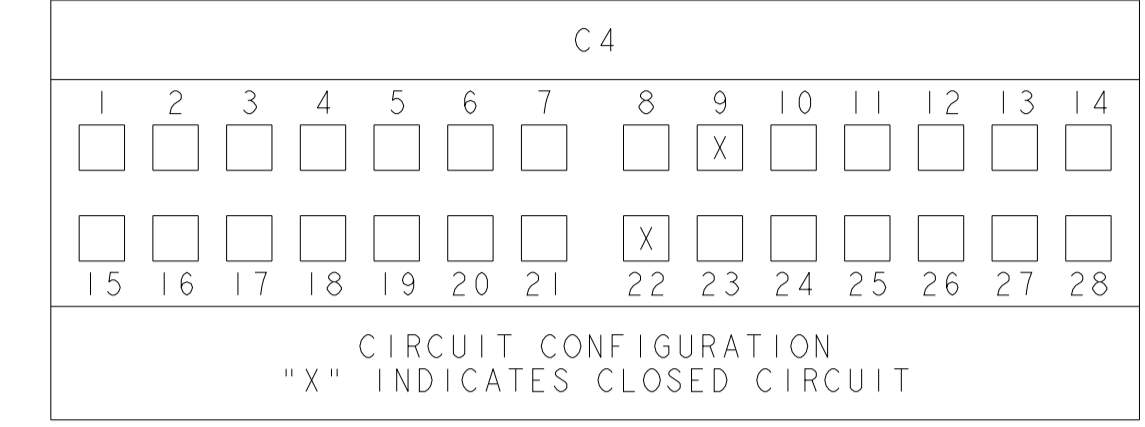 C4
1 2 3 4 5 6 7 8 9 10 11 12 13 14
X
X
15 16 17 18 19 20 21 22 23 24 25 26 27 28
CIRCUIT CONFIGURATION
"X" INDICATES CLOSED CIRCUIT